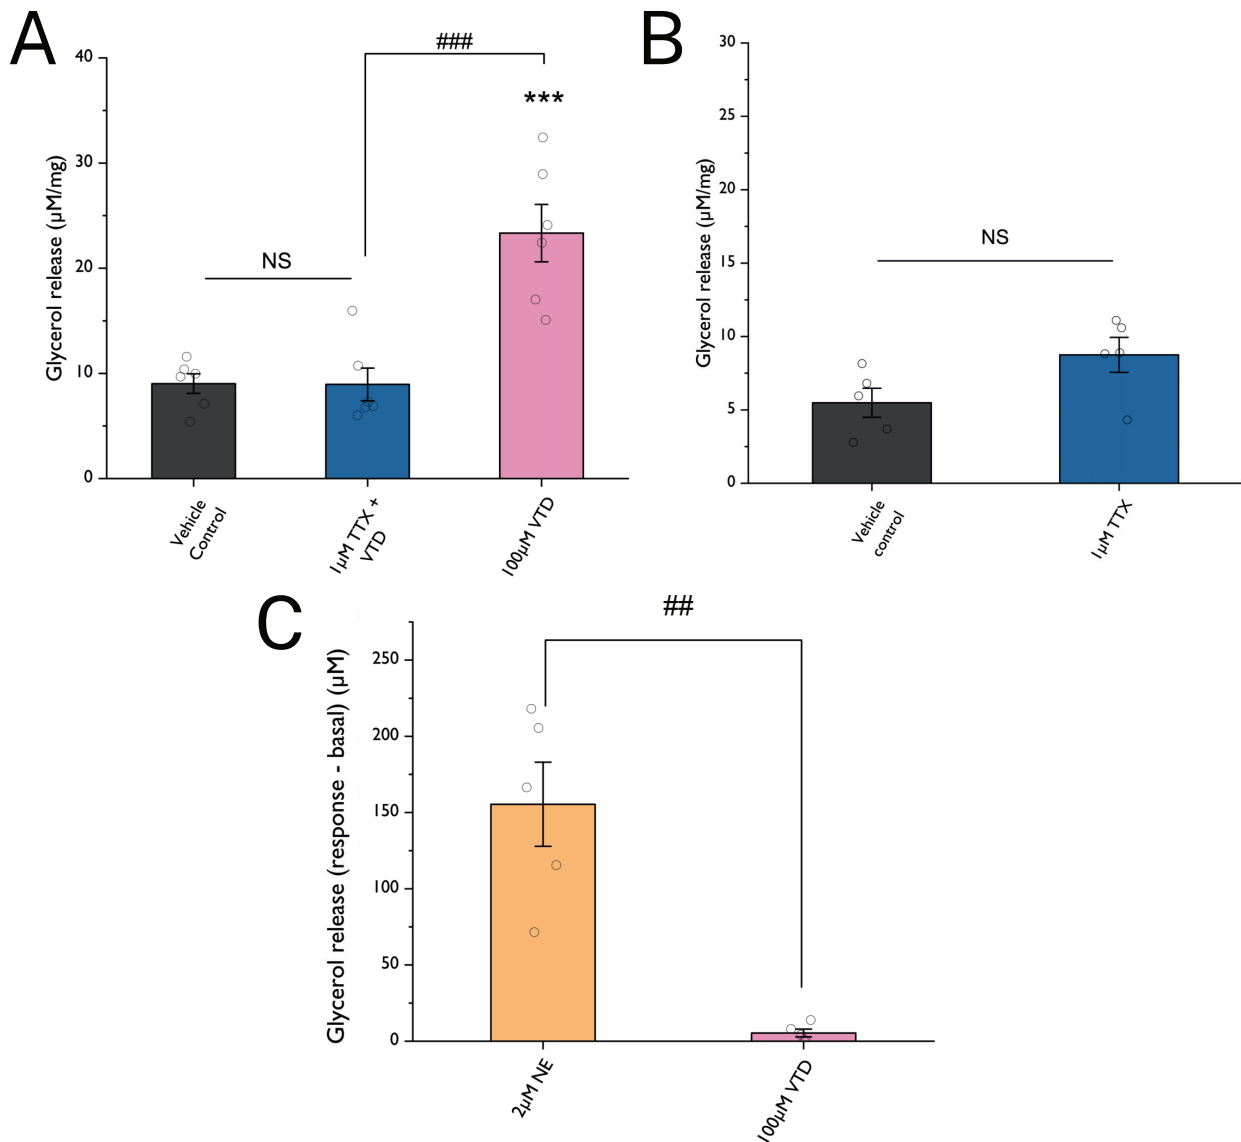 A
###
***
NS
Glycerol release (µM/mg)
40
30
20
10
0
Vehicle
Control
1µM TTX +
VTD
100µM VTD
B
NS
Glycerol release (µM/mg)
30
25
20
15
10
5
0
Vehicle
control
1µM TTX
C
##
Glycerol release (response - basal) (µM)
250
200
150
100
50
0
2µM NE
100µM VTD